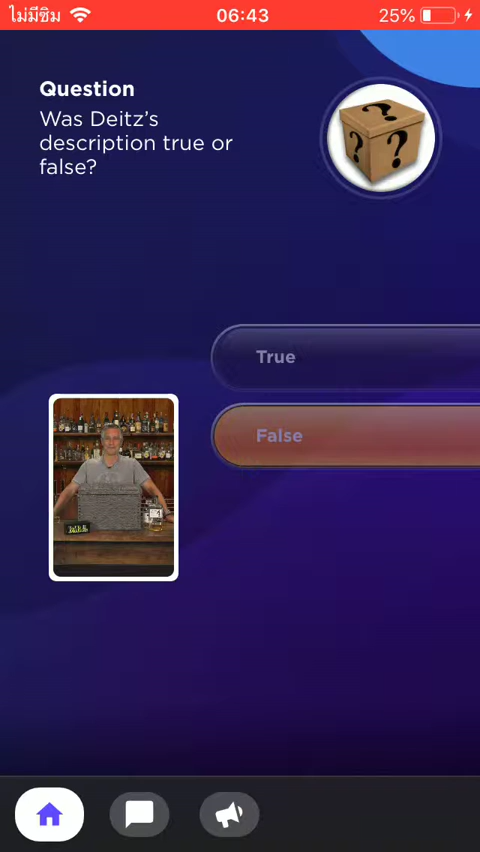 ไม่มีซิม 06:43 25%
Question
Was Deitz’s
description true or
false?
? ? ?
True
False